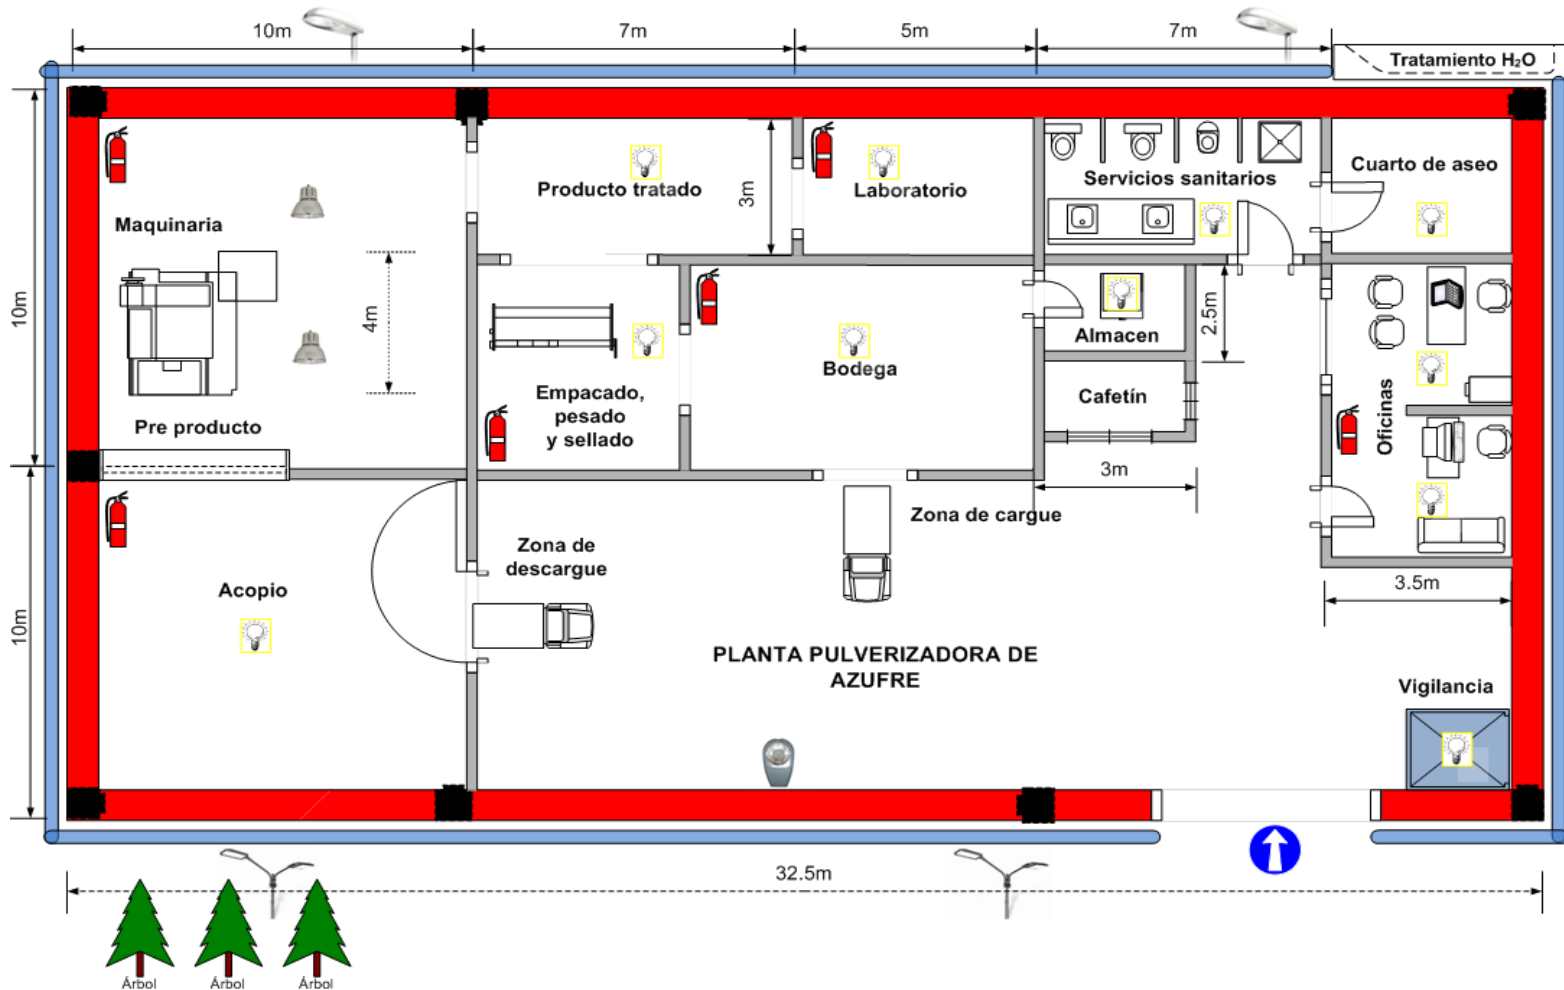 10m
7m
5m
7m
Tratamiento H₂O
Producto tratado
3m
Laboratorio
Servicios sanitarios
Cuarto de aseo
Maquinaria
10m
4m
2.5m
Almacen
Bodega
Empacado,
pesado
y sellado
Cafetín
Oficinas
Pre producto
3m
Zona de cargue
Zona de
descargue
Acopio
3.5m
10m
PLANTA PULVERIZADORA DE
AZUFRE
Vigilancia
32.5m
Árbol
Árbol
Árbol